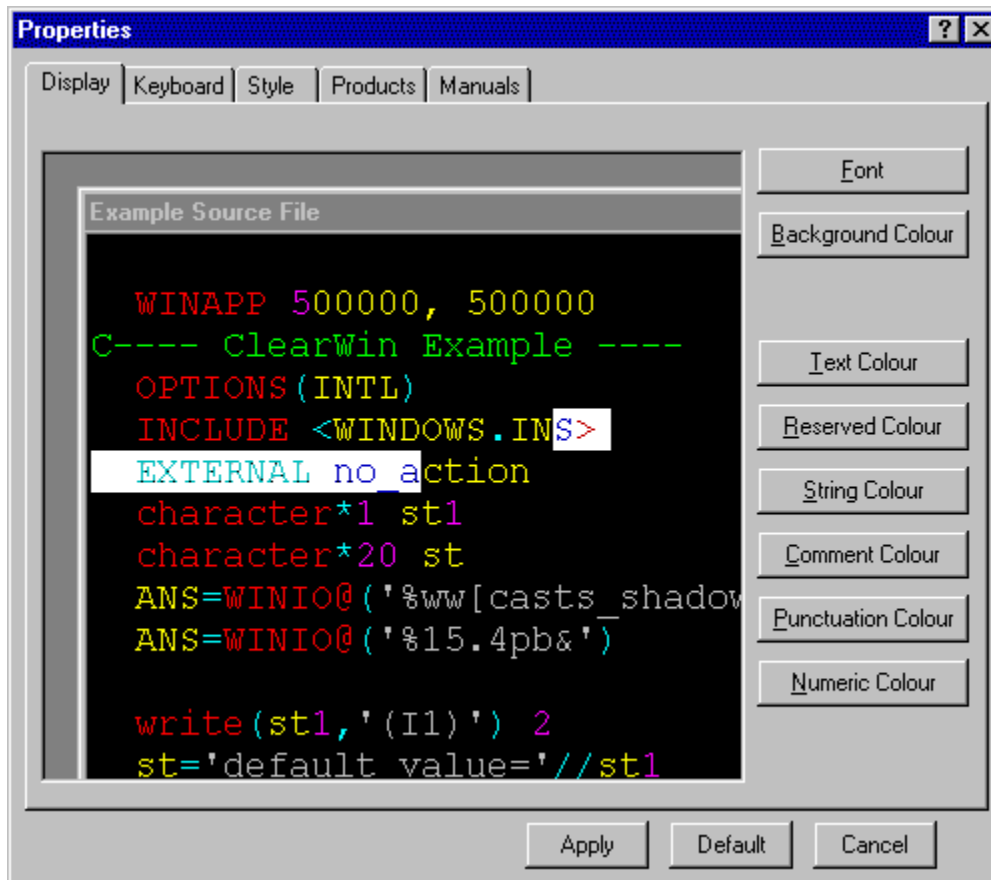 Properties
Display Keyboard Style Products Manuals
Example Source File
WINAPP 500000, 500000
C---- ClearWin Example ----
OPTIONS(INTL)
INCLUDE <WINDOWS.INS>
EXTERNAL no_action
character*1 st1
character*20 st
ANS=WINIO@('%ww[casts_shadow
ANS=WINIO@('%15.4pb&')
write(st1,'(I1)') 2
st='default value='//st1
Font
Background Colour
Text Colour
Reserved Colour
String Colour
Comment Colour
Punctuation Colour
Numeric Colour
Apply Default Cancel